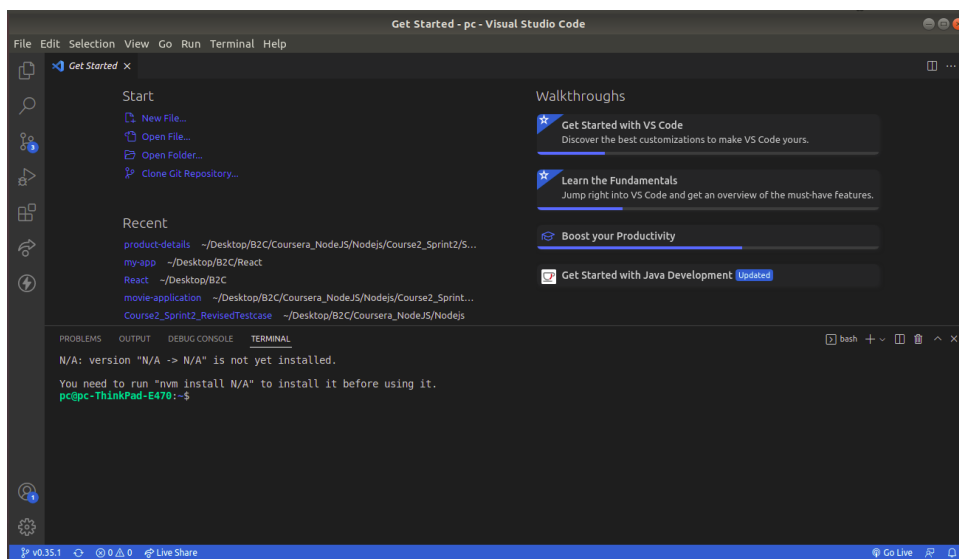 Get Started - pc - Visual Studio Code
File Edit Selection View Go Run Terminal Help
Get Started
Start
New File...
Open File...
Open Folder...
Clone Git Repository...
Recent
product-details ~/Desktop/B2C/Coursera_NodeJS/Nodejs/Course2_Sprint2/S...
my-app ~/Desktop/B2C/React
React ~/Desktop/B2C
movie-application ~/Desktop/B2C/Coursera_NodeJS/Nodejs/Course2_Sprint...
Course2_Sprint2_RevisedTestcase ~/Desktop/B2C/Coursera_NodeJS/Nodejs
Walkthroughs
Get Started with VS Code
Discover the best customizations to make VS Code yours.
Learn the Fundamentals
Jump right into VS Code and get an overview of the must-have features.
Boost your Productivity
Get Started with Java Development Updated
3
PROBLEMS OUTPUT DEBUG CONSOLE TERMINAL
bash
N/A: version "N/A -> N/A" is not yet installed.
You need to run "nvm install N/A" to install it before using it.
pc@pc-ThinkPad-E470:~$
1
v0.35.1 0 0 Live Share
Go Live